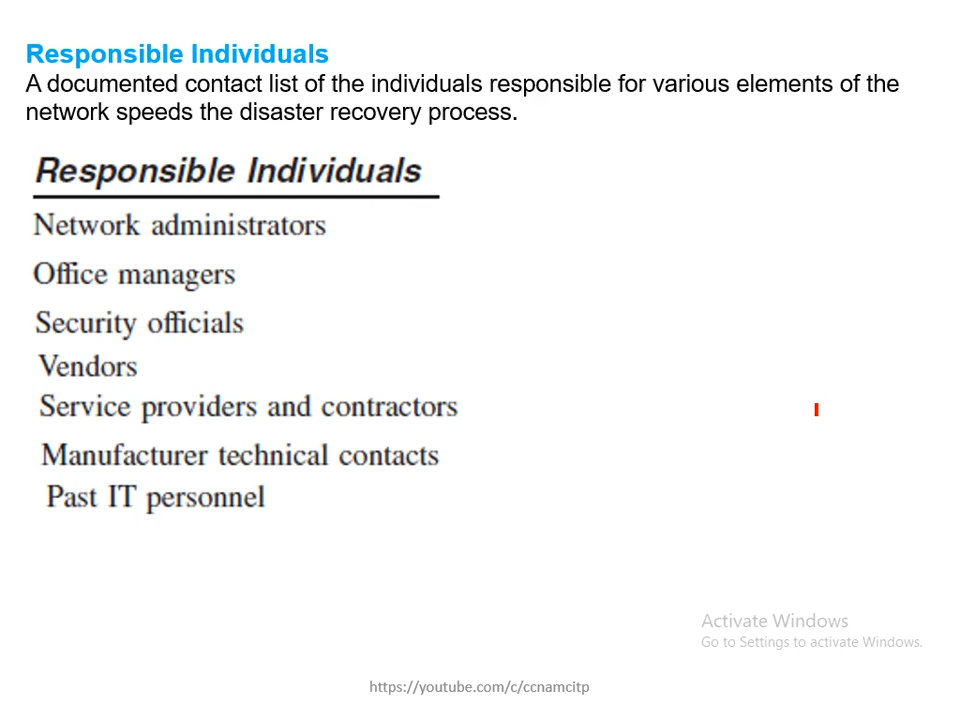 Responsible Individuals
A documented contact list of the individuals responsible for various elements of the
network speeds the disaster recovery process.
Responsible Individuals
Network administrators
Office managers
Security officials
Vendors
Service providers and contractors
Manufacturer technical contacts
Past IT personnel
Activate Windows
Go to Settings to activate Windows.
https://youtube.com/c/ccnamcitp